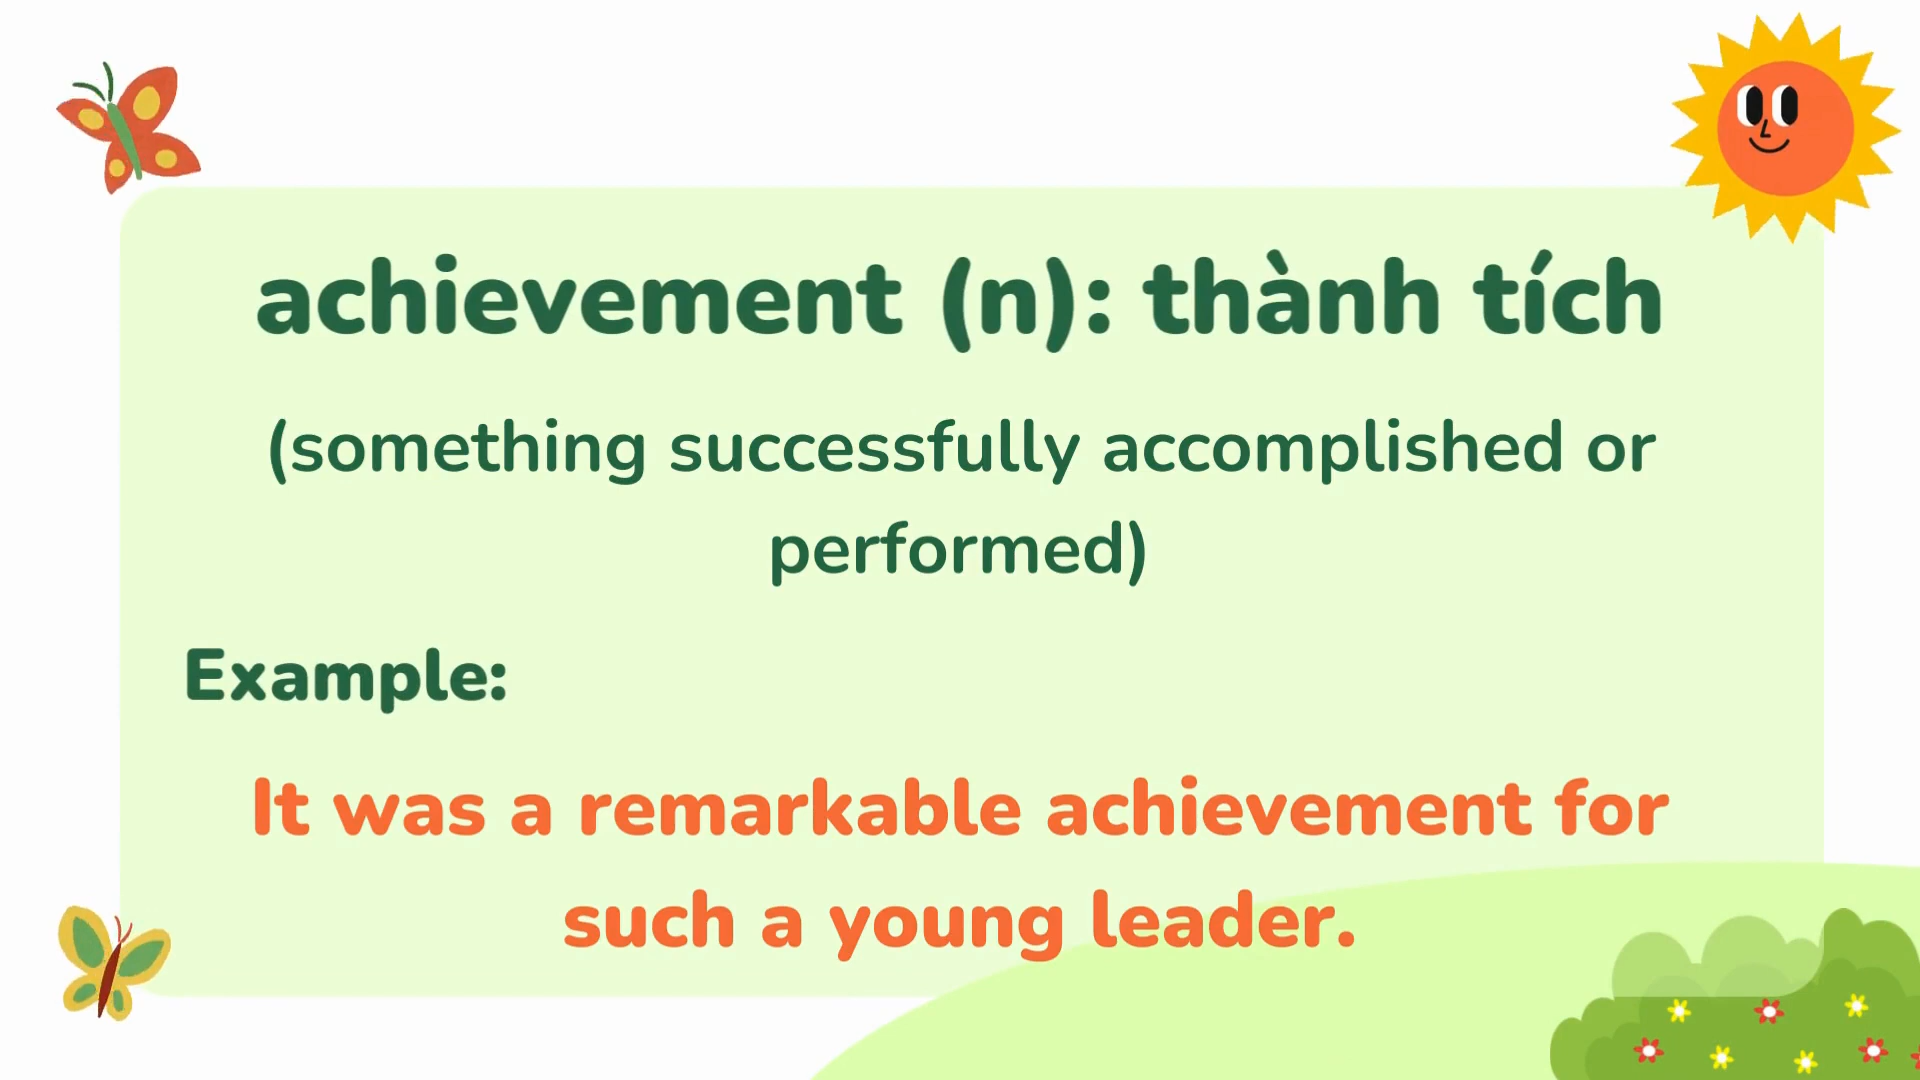 achievement (n): thành tích
(something successfully accomplished or
performed)
Example:
It was a remarkable achievement for
such a young leader.